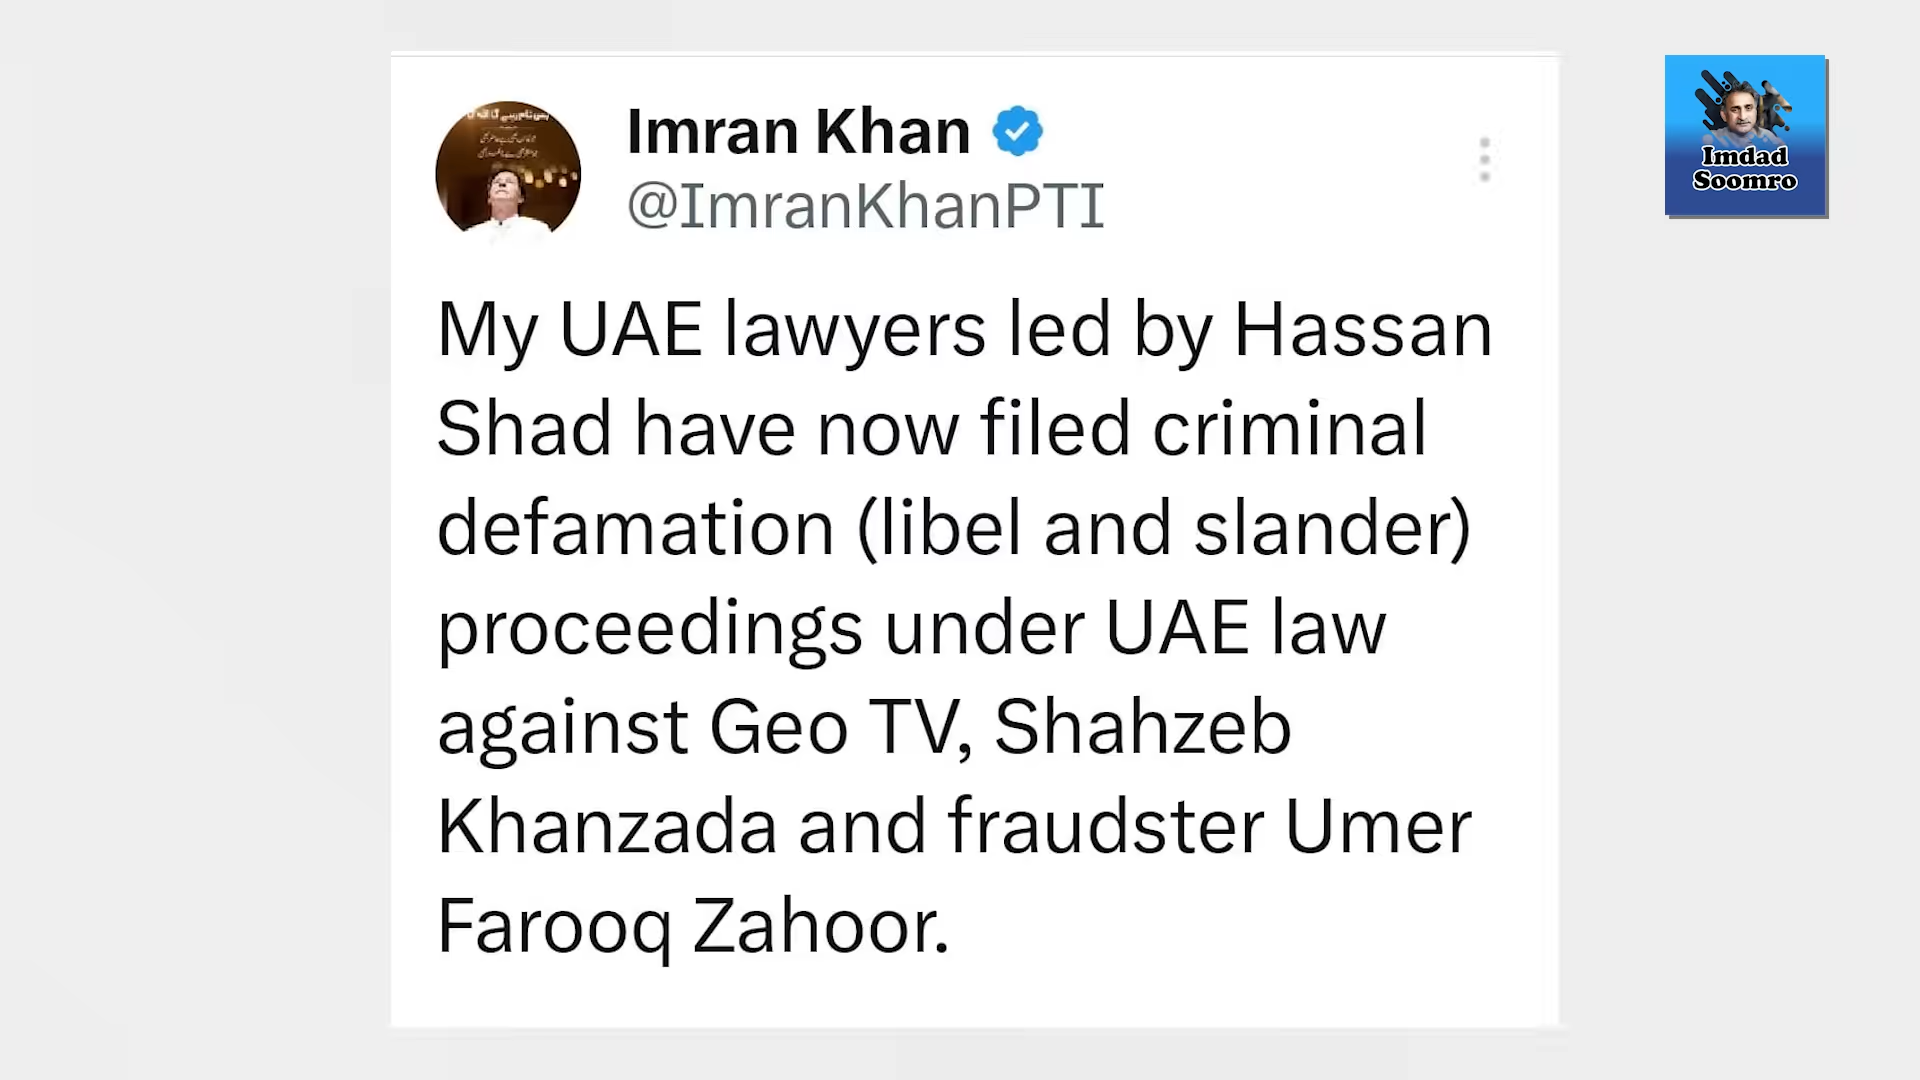 Imran Khan
@ImranKhanPTI
My UAE lawyers led by Hassan
Shad have now filed criminal
defamation (libel and slander)
proceedings under UAE law
against Geo TV, Shahzeb
Khanzada and fraudster Umer
Farooq Zahoor.
Imdad
Soomro